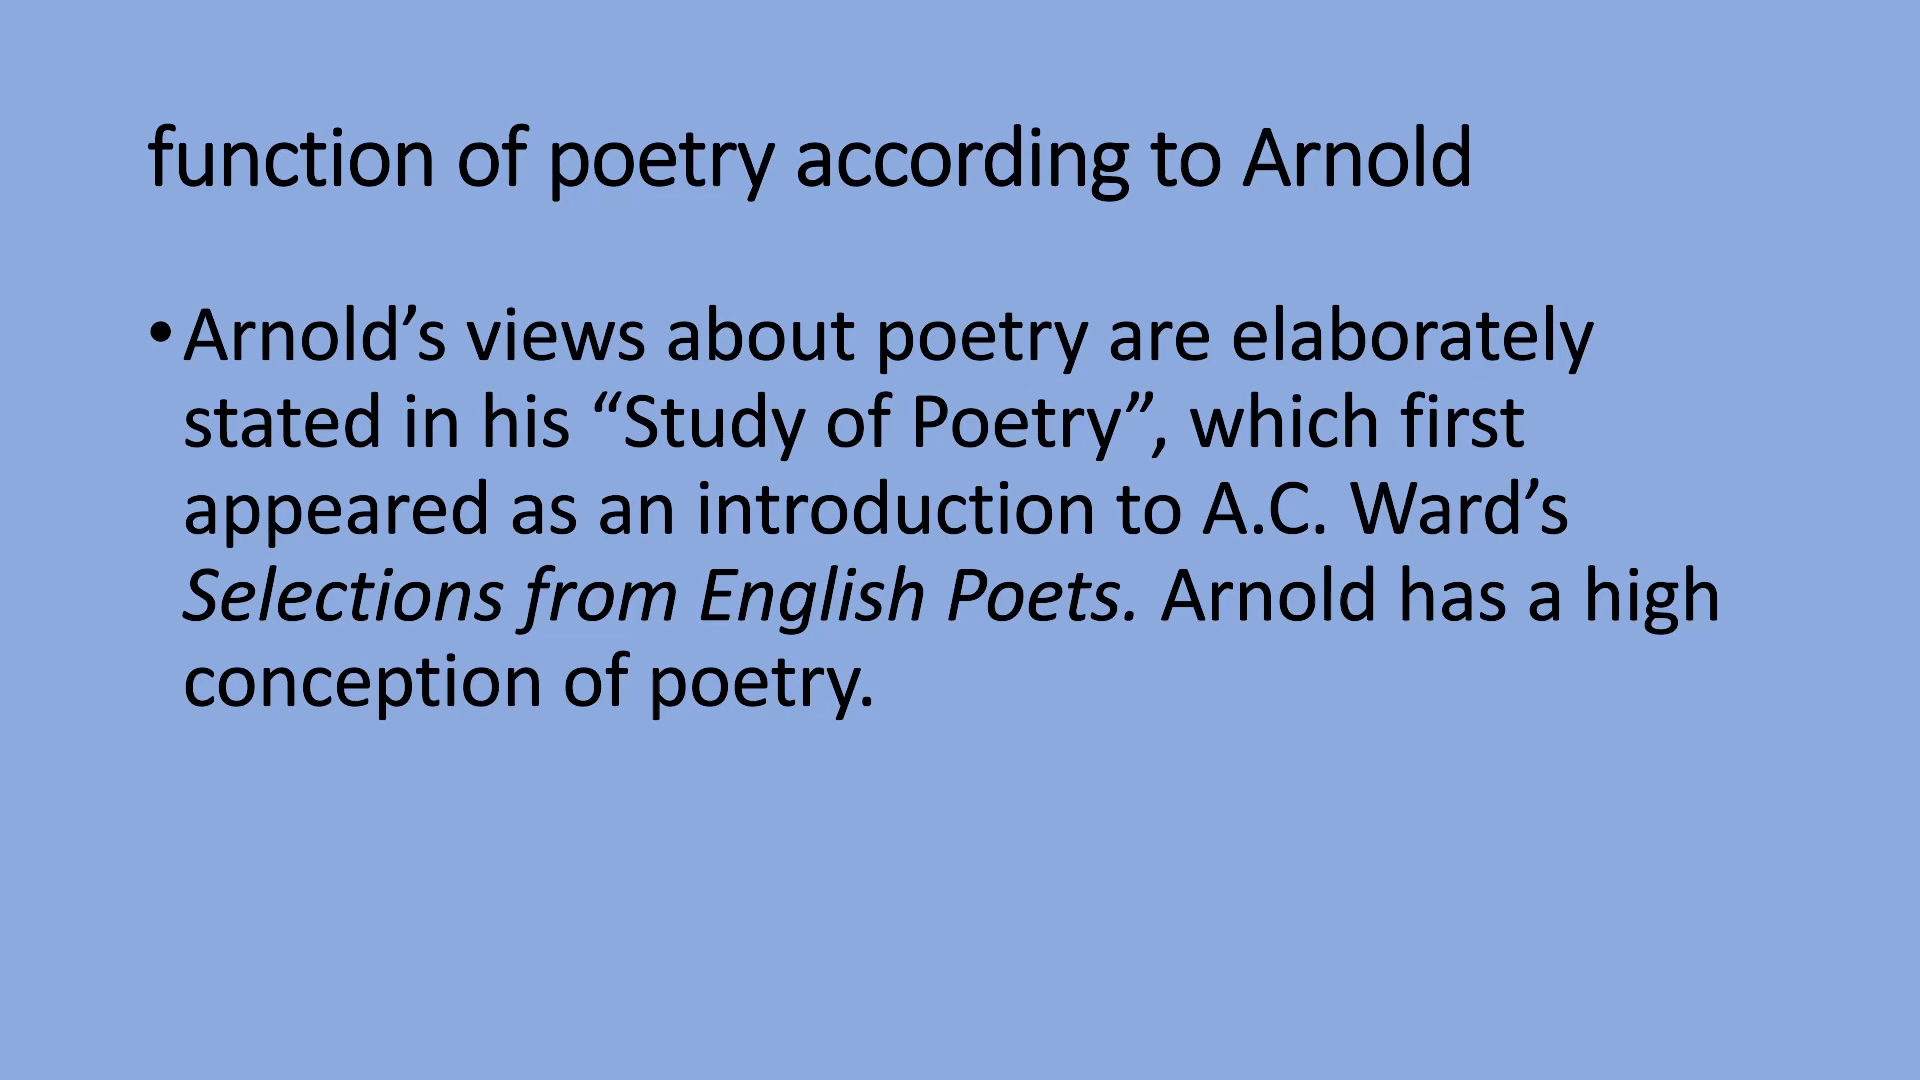 function of poetry according to Arnold
•Arnold’s views about poetry are elaborately
stated in his “Study of Poetry”, which first
appeared as an introduction to A.C. Ward’s
Selections from English Poets. Arnold has a high
conception of poetry.